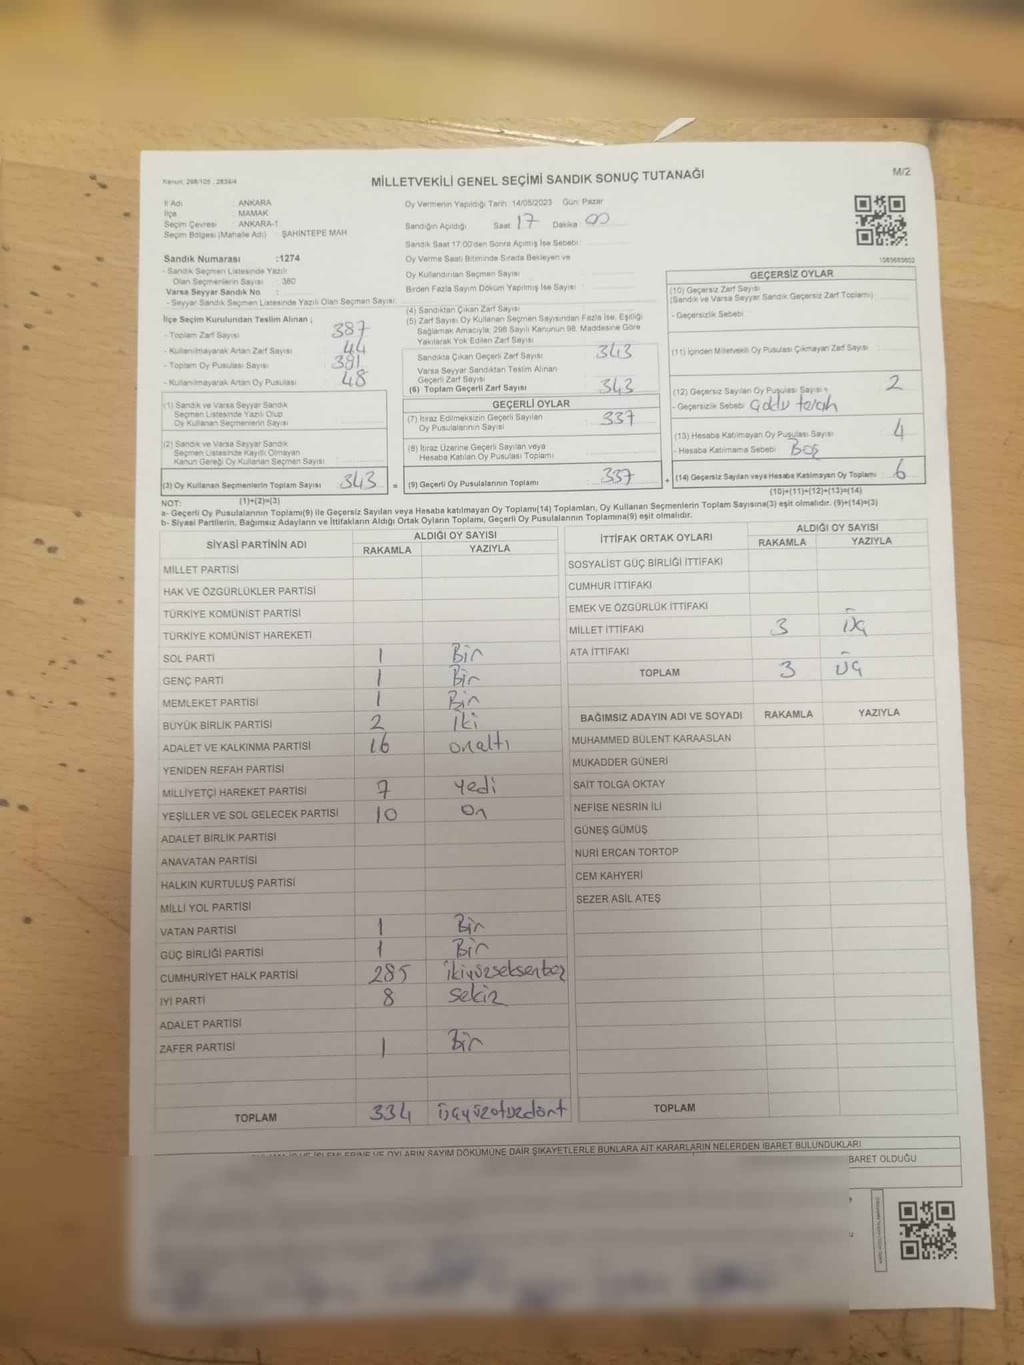 Kanun: 298/105 , 2839/4
MİLLETVEKİLİ GENEL SEÇİMİ SANDIK SONUÇ TUTANAĞI
M/2
İl Adı ANKARA
İlçe MAMAK
Seçim Çevresi ANKARA-1
Seçim Bölgesi (Mahalle Adı) : ŞAHİNTEPE MAH
Oy Vermenin Yapıldığı Tarih: 14/05/2023 Gün: Pazar
Sandığın Açıldığı Saat 17 Dakika 00
Sandık Saat 17:00'den Sonra Açılmış İse Sebebi :
Oy Verme Saati Bitiminde Sırada Bekleyen ve
Oy Kullandırılan Seçmen Sayısı :
Birden Fazla Sayım Döküm Yapılmış İse Sayısı :
Sandık Numarası :1274
- Sandık Seçmen Listesinde Yazılı
Olan Seçmenlerin Sayısı : 380
Varsa Seyyar Sandık No :
- Seyyar Sandık Seçmen Listesinde Yazılı Olan Seçmen Sayısı:
İlçe Seçim Kurulundan Teslim Alınan ;
- Toplam Zarf Sayısı 387
- Kullanılmayarak Artan Zarf Sayısı 44
- Toplam Oy Pusulası Sayısı 391
- Kullanılmayarak Artan Oy Pusulası 48
(1) Sandık ve Varsa Seyyar Sandık
Seçmen Listesinde Yazılı Olup
Oy Kullanan Seçmen Sayısı
(2) Sandık ve Varsa Seyyar Sandık
Seçmen Listesinde Kayıtlı Olmayan
Kanun Gereği Oy Kullanan Seçmen Sayısı
(3) Oy Kullanan Seçmenlerin Toplam Sayısı 343 =
(4) Sandıktan Çıkan Zarf Sayısı
(5) Zarf Sayısı Oy Kullanan Seçmen Sayısından Fazla İse, Eşitliği
Sağlamak Amacıyla, 298 Sayılı Kanunun 98. Maddesine Göre
Yakılarak Yok Edilen Zarf Sayısı
Sandıkta Çıkan Geçerli Zarf Sayısı 343
Varsa Seyyar Sandıktan Teslim Alınan
Geçerli Zarf Sayısı
(6) Toplam Geçerli Zarf Sayısı 343
GEÇERLİ OYLAR
(7) İtiraz Edilmeksizin Geçerli Sayılan
Oy Pusulalarının Sayısı 337
(8) İtiraz Üzerine Geçerli Sayılan veya
Hesaba Katılan Oy Pusulası Toplamı
(9) Geçerli Oy Pusulalarının Toplamı 337 +
1083683602
GEÇERSİZ OYLAR
(10) Geçersiz Zarf Sayısı
(Sandık ve Varsa Seyyar Sandık Geçersiz Zarf Toplamı)
- Geçersizlik Sebebi :
(11) İçinden Milletvekili Oy Pusulası Çıkmayan Zarf Sayısı
(12) Geçersiz Sayılan Oy Pusulası Sayısı 2
- Geçersizlik Sebebi
(13) Hesaba Katılmayan Oy Pusulası Sayısı 4
- Hesaba Katılmama Sebebi : Boş
(14) Geçersiz Sayılan veya Hesaba Katılmayan Oy Toplamı 6
NOT: (1)+(2)=(3)
(10)+(11)+(12)+(13)=(14)
a- Geçerli Oy Pusulalarının Toplamı(9) ile Geçersiz Sayılan veya Hesaba katılmayan Oy Toplamı(14) Toplamları, Oy Kullanan Seçmenlerin Toplam Sayısına(3) eşit olmalıdır. (9)+(14)=(3)
b- Siyasi Partilerin, Bağımsız Adayların ve İttifakların Aldığı Ortak Oyların Toplamı, Geçerli Oy Pusulalarının Toplamına(9) eşit olmalıdır.
SİYASİ PARTİNİN ADI ALDIĞI OY SAYISI
RAKAMLA YAZIYLA
MİLLET PARTİSİ
HAK VE ÖZGÜRLÜKLER PARTİSİ
TÜRKİYE KOMÜNİST PARTİSİ
TÜRKİYE KOMÜNİST HAREKETİ
SOL PARTİ 1 Bir
GENÇ PARTİ 1 Bir
MEMLEKET PARTİSİ 1 Bir
BÜYÜK BİRLİK PARTİSİ 2 iki
ADALET VE KALKINMA PARTİSİ 16 onaltı
YENİDEN REFAH PARTİSİ
MİLLİYETÇİ HAREKET PARTİSİ 7 yedi
YEŞİLLER VE SOL GELECEK PARTİSİ 10 On
ADALET BİRLİK PARTİSİ
ANAVATAN PARTİSİ
HALKIN KURTULUŞ PARTİSİ
MİLLİ YOL PARTİSİ
VATAN PARTİSİ 1 Bir
GÜÇ BİRLİĞİ PARTİSİ 1 Bir
CUMHURİYET HALK PARTİSİ 285 ikiyüzseksenbeş
İYİ PARTİ 8 sekiz
ADALET PARTİSİ
ZAFER PARTİSİ 1 Bir
TOPLAM 334 üçyüzotuzdört
İTTİFAK ORTAK OYLARI ALDIĞI OY SAYISI
RAKAMLA YAZIYLA
SOSYALİST GÜÇ BİRLİĞİ İTTİFAKI
CUMHUR İTTİFAKI
EMEK VE ÖZGÜRLÜK İTTİFAKI
MİLLET İTTİFAKI 3 üç
ATA İTTİFAKI
TOPLAM 3 üç
BAĞIMSIZ ADAYIN ADI VE SOYADI RAKAMLA YAZIYLA
MUHAMMED BÜLENT KARAASLAN
MUKADDER GÜNERİ
SAİT TOLGA OKTAY
NEFİSE NESRİN İLİ
GÜNEŞ GÜMÜŞ
NURİ ERCAN TORTOP
CEM KAHYERİ
SEZER ASİL ATEŞ
TOPLAM
VE OYLARIN SAYIM DÖKÜMÜNE DAİR ŞİKAYETLERLE BUNLARA AİT KARARLARIN NELERDEN İBARET BULUNDUKLARI
BARET OLDUĞU